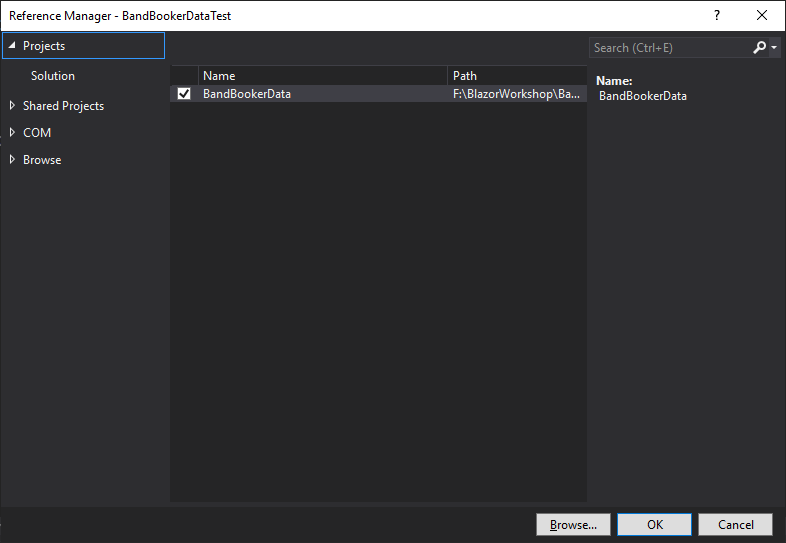 Reference Manager - BandBookerDataTest
? 
Projects
Solution
Shared Projects
COM
Browse
Name Path
BandBookerData F:\BlazorWorkshop\Ba...
Search (Ctrl+E)
Name:
BandBookerData
Browse... OK Cancel